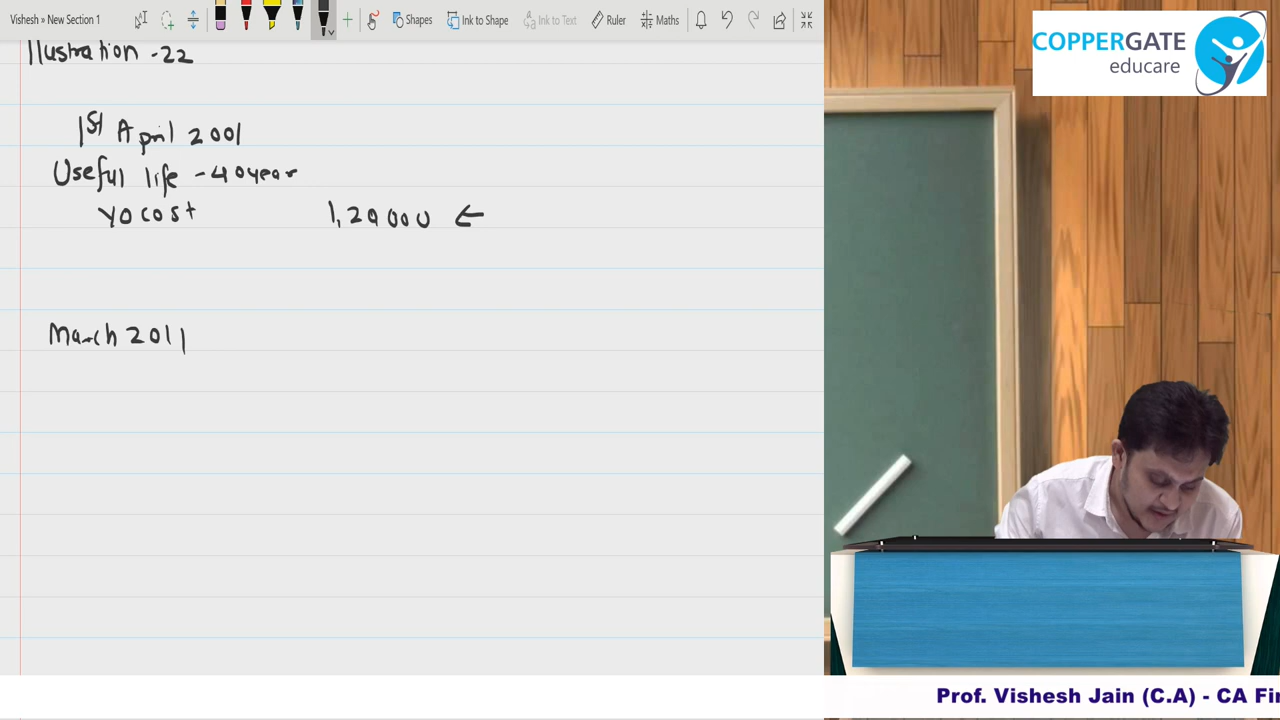 Vishesh » New Section 1
Shapes
Ink to Shape
Ink to Text
Ruler
Maths
Illustration -22
1st April 2001
Useful life - 40year
40 cost 1,20000 ←
March 2011
COPPERGATE
educare
Prof. Vishesh Jain (C.A) - CA Fi